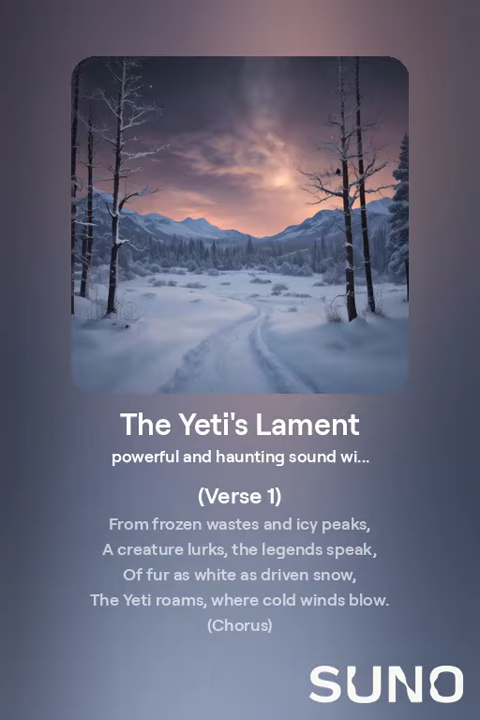 The Yeti's Lament
powerful and haunting sound wi...
(Verse 1)
From frozen wastes and icy peaks,
A creature lurks, the legends speak,
Of fur as white as driven snow,
The Yeti roams, where cold winds blow.
(Chorus)
SUNO